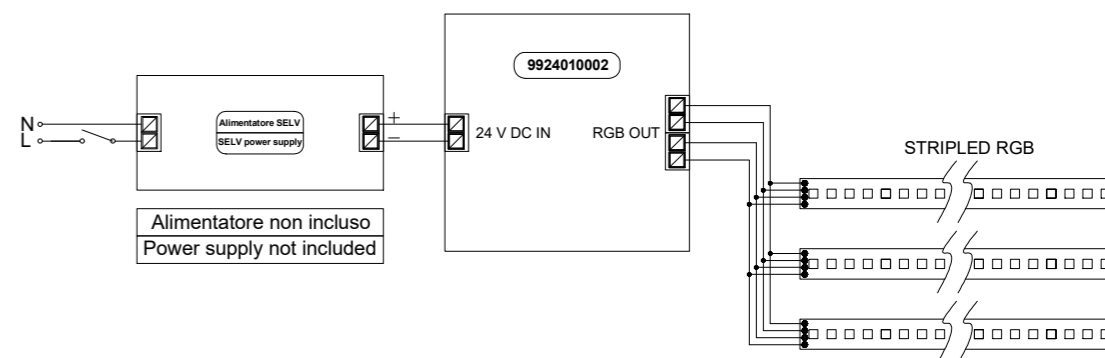 9924010002
N
L
Alimentatore SELV
SELV power supply
+
−
24 V DC IN
RGB OUT
STRIPLED RGB
Alimentatore non incluso
Power supply not included